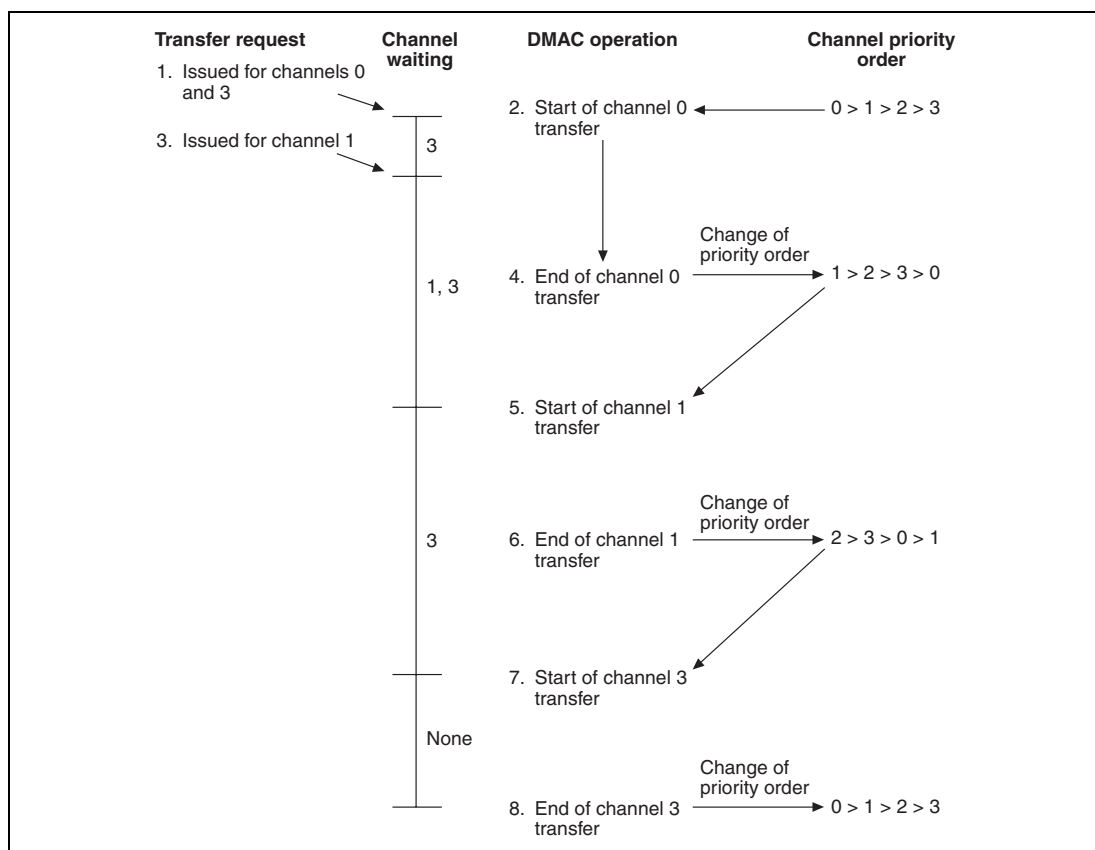 Transfer request
Channel waiting
DMAC operation
Channel priority order
1. Issued for channels 0
and 3
2. Start of channel 0
transfer
0 > 1 > 2 > 3
3. Issued for channel 1
3
Change of
priority order
4. End of channel 0
transfer
1 > 2 > 3 > 0
1, 3
5. Start of channel 1
transfer
Change of
priority order
3
6. End of channel 1
transfer
2 > 3 > 0 > 1
7. Start of channel 3
transfer
None
Change of
priority order
8. End of channel 3
transfer
0 > 1 > 2 > 3